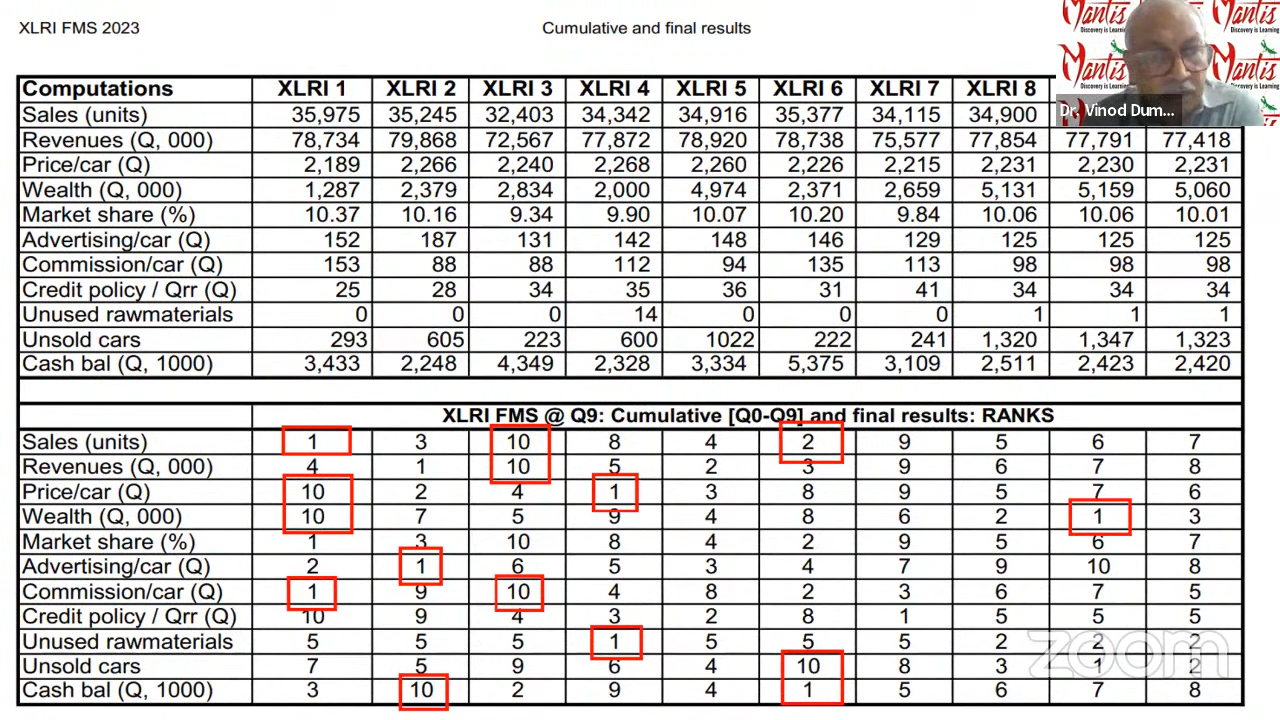 XLRI FMS 2023 Cumulative and final results
Mantis Mantis
Discovery is Learning
Mantis Mantis
Dr. Vinod Dum...
Computations XLRI 1 XLRI 2 XLRI 3 XLRI 4 XLRI 5 XLRI 6 XLRI 7 XLRI 8
Sales (units) 35,975 35,245 32,403 34,342 34,916 35,377 34,115 34,900
Revenues (Q, 000) 78,734 79,868 72,567 77,872 78,920 78,738 75,577 77,854 77,791 77,418
Price/car (Q) 2,189 2,266 2,240 2,268 2,260 2,226 2,215 2,231 2,230 2,231
Wealth (Q, 000) 1,287 2,379 2,834 2,000 4,974 2,371 2,659 5,131 5,159 5,060
Market share (%) 10.37 10.16 9.34 9.90 10.07 10.20 9.84 10.06 10.06 10.01
Advertising/car (Q) 152 187 131 142 148 146 129 125 125 125
Commission/car (Q) 153 88 88 112 94 135 113 98 98 98
Credit policy / Qrr (Q) 25 28 34 35 36 31 41 34 34 34
Unused rawmaterials 0 0 0 14 0 0 0 1 1 1
Unsold cars 293 605 223 600 1022 222 241 1,320 1,347 1,323
Cash bal (Q, 1000) 3,433 2,248 4,349 2,328 3,334 5,375 3,109 2,511 2,423 2,420
XLRI FMS @ Q9: Cumulative [Q0-Q9] and final results: RANKS
Sales (units) 1 3 10 8 4 2 9 5 6 7
Revenues (Q, 000) 4 1 10 5 2 3 9 6 7 8
Price/car (Q) 10 2 4 1 3 8 9 5 7 6
Wealth (Q, 000) 10 7 5 9 4 8 6 2 1 3
Market share (%) 1 3 10 8 4 2 9 5 6 7
Advertising/car (Q) 2 1 6 5 3 4 7 9 10 8
Commission/car (Q) 1 9 10 4 8 2 3 6 7 5
Credit policy / Qrr (Q) 10 9 4 3 2 8 1 5 5 5
Unused rawmaterials 5 5 5 1 5 5 5 2 2 2
Unsold cars 7 5 9 6 4 10 8 3 1 2
Cash bal (Q, 1000) 3 10 2 9 4 1 5 6 7 8
zoom